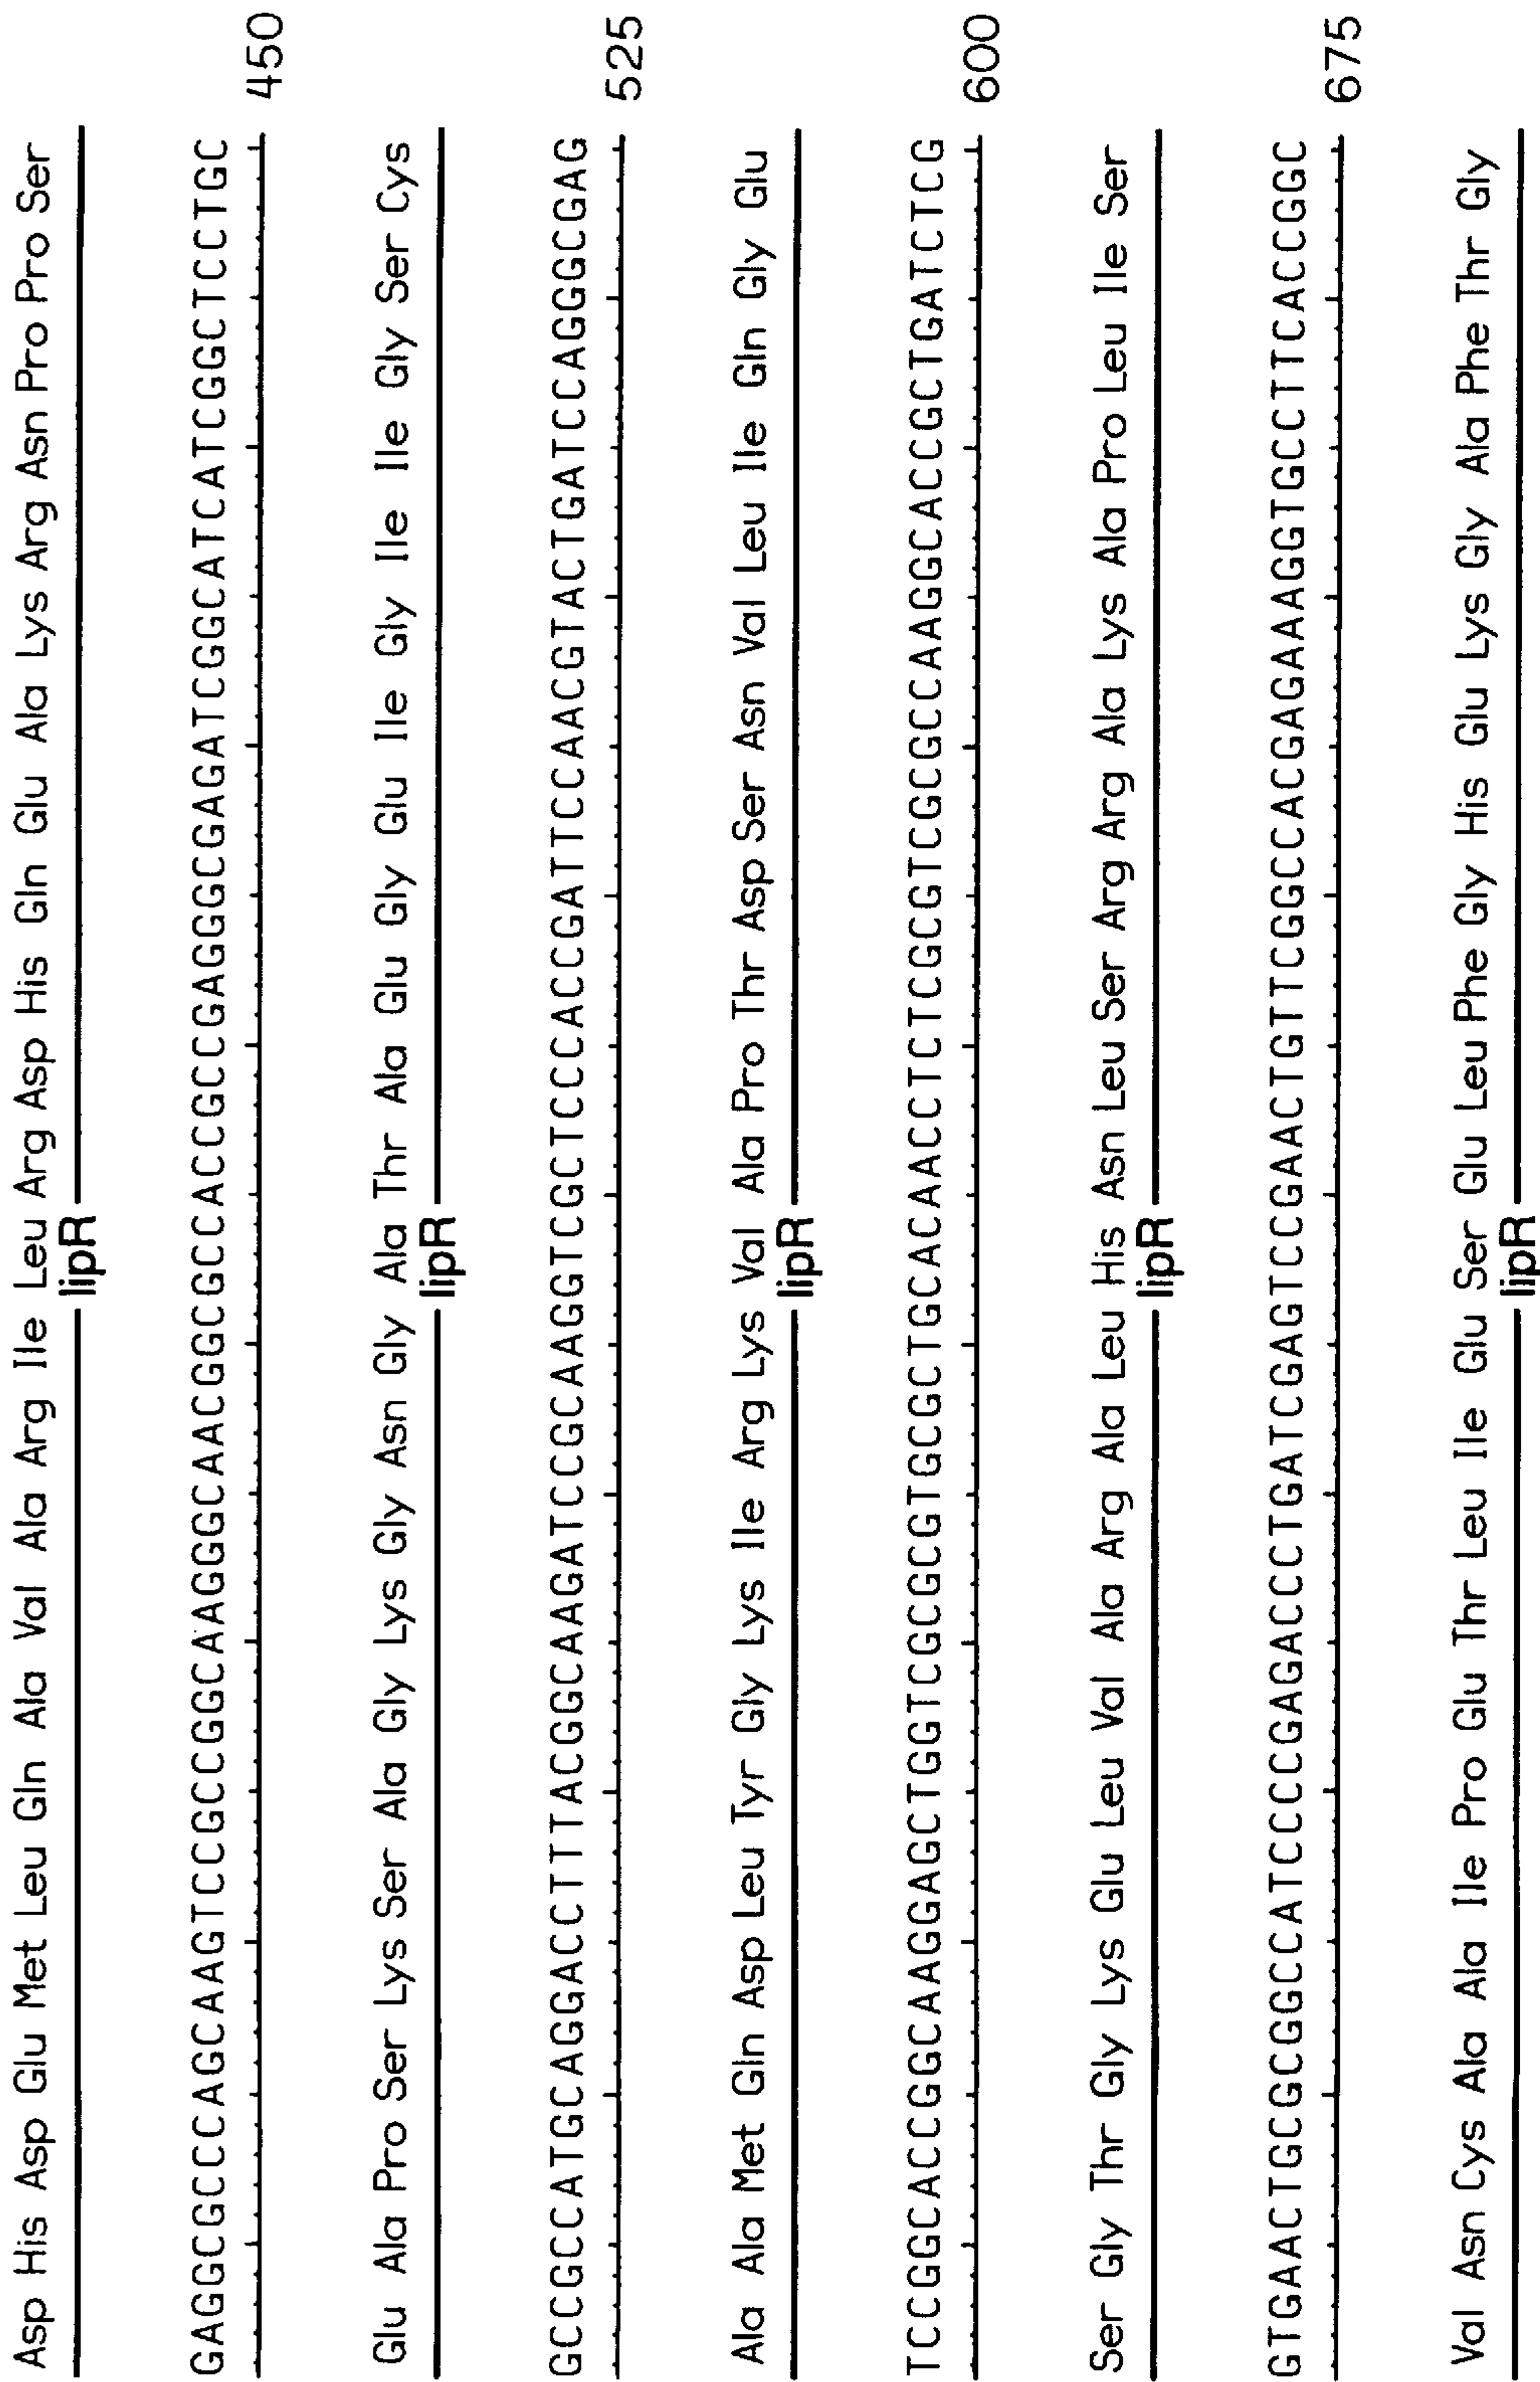 Asp His Asp Glu Met Leu Gln Ala Val Ala Arg Ile Leu Arg Asp His Gln Glu Ala Lys Arg Asn Pro Pro Ser
lipR
GAGGCGCCCAGCAAGTCCGCCGGCAAGGGCAACGGCGCCACCGCCGAGGGCGAGATCGGCATCATCGGCTCCTGC 450
Glu Ala Pro Ser Lys Ser Ala Gly Lys Gly Asn Gly Ala Thr Ala Glu Gly Glu Ile Gly Ile Ile Gly Ser Cys
lipR
GCCGCCATGCAGGACCTTTACGGCAAGATCCGCAAGGTCGCTCCCACCGATTCCAACGTACTGATCCAGGGCGAG 525
Ala Ala Met Gln Asp Leu Tyr Gly Lys Ile Arg Lys Val Ala Pro Thr Asp Ser Asn Val Leu Ile Gln Gly Glu
lipR
TCCGGCACCGGCAAGGAGCTGGTCGCGCGTGCGCTGCACAACCTCTCGCGTCGCGCCAAGGCACCGCTGATCTCG 600
Ser Gly Thr Gly Lys Glu Leu Val Ala Arg Ala Leu His Asn Leu Ser Arg Arg Ala Lys Ala Pro Leu Ile Ser
lipR
GTGAACTGCGCGGCCATCCCCGAGACCCTGATCGAGTCCGAACTGTTCGGCCACGAGAAAGGTGCCTTCACCGGC 675
Val Asn Cys Ala Ala Ile Pro Glu Thr Leu Ile Glu Ser Glu Leu Phe Gly His Glu Lys Gly Ala Phe Thr Gly
lipR